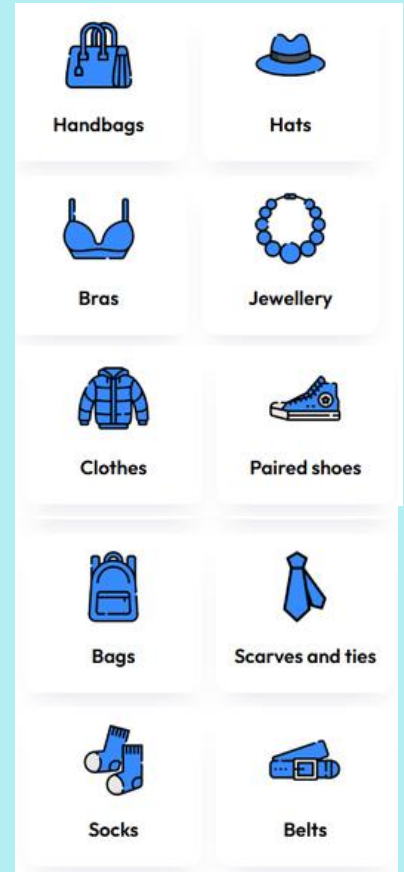 Handbags
Hats
Bras
Jewellery
Clothes
Paired shoes
Bags
Scarves and ties
Socks
Belts